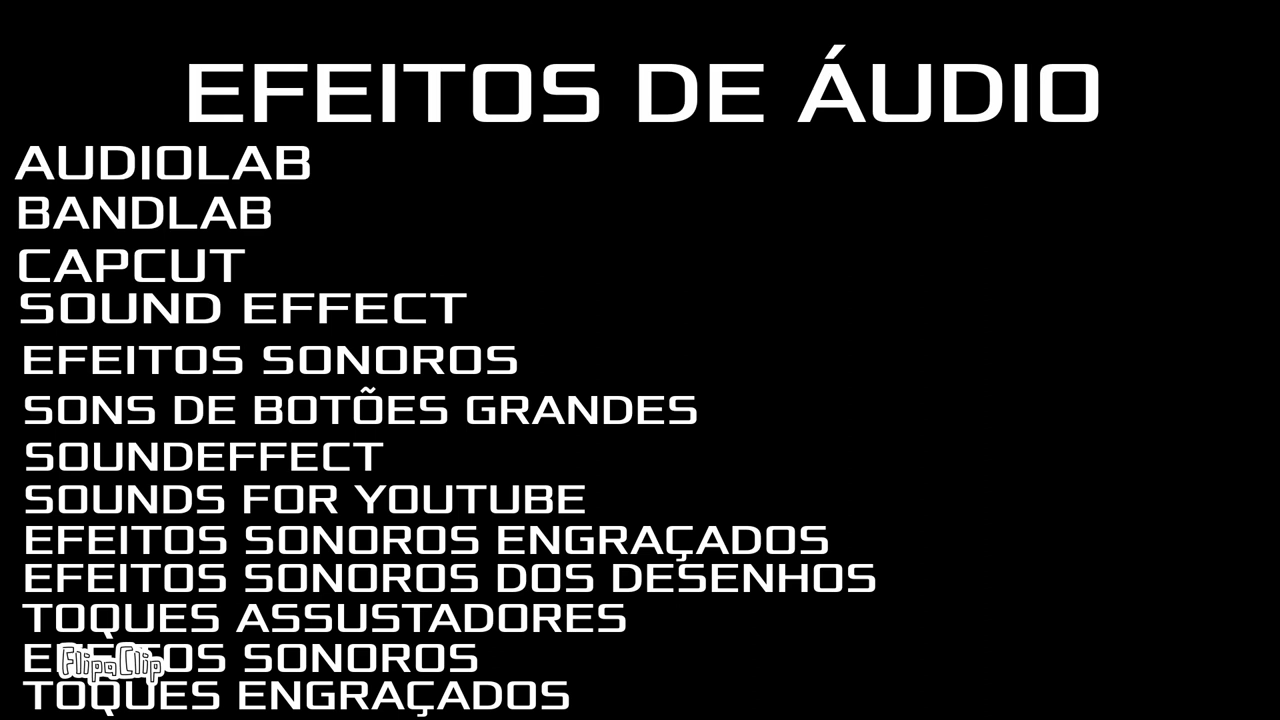 EFEITOS DE ÁUDIO
AUDIOLAB
BANDLAB
CAPCUT
SOUND EFFECT
EFEITOS SONOROS
SONS DE BOTÕES GRANDES
SOUNDEFFECT
SOUNDS FOR YOUTUBE
EFEITOS SONOROS ENGRAÇADOS
EFEITOS SONOROS DOS DESENHOS
TOQUES ASSUSTADORES
EFEITOS SONOROS
FlipaClip
TOQUES ENGRAÇADOS